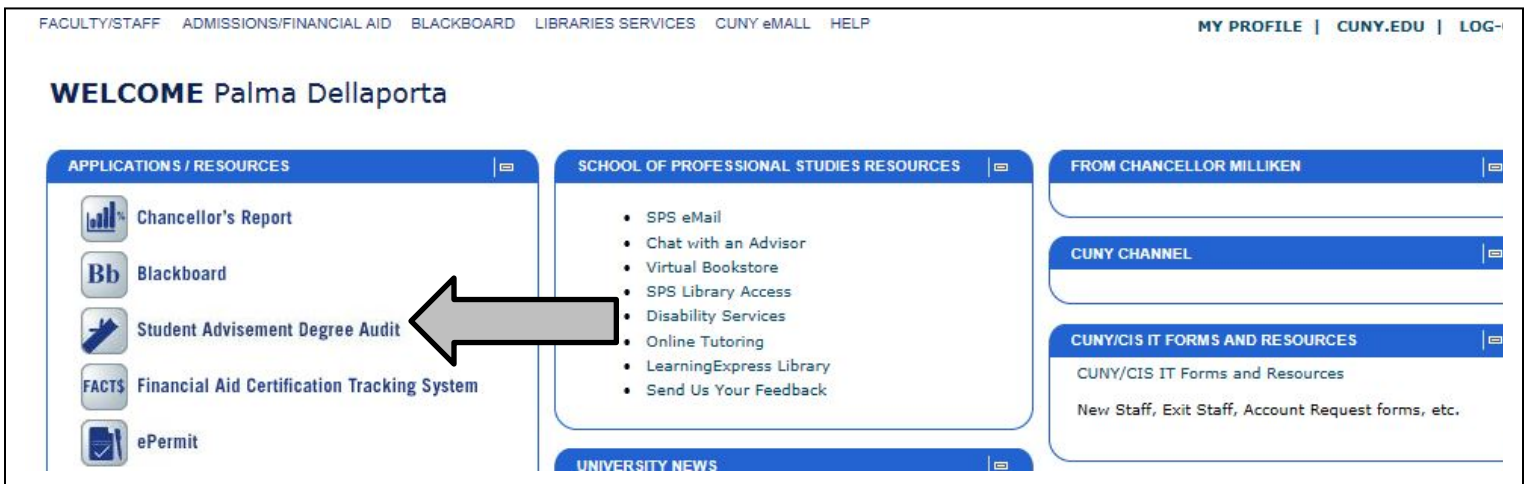 FACULTY/STAFF ADMISSIONS/FINANCIAL AID BLACKBOARD LIBRARIES SERVICES CUNY eMALL HELP
MY PROFILE | CUNY.EDU | LOG-
WELCOME Palma Dellaporta
APPLICATIONS / RESOURCES
Chancellor's Report
Bb Blackboard
Student Advisement Degree Audit
FACT$ Financial Aid Certification Tracking System
ePermit
SCHOOL OF PROFESSIONAL STUDIES RESOURCES
• SPS eMail
• Chat with an Advisor
• Virtual Bookstore
• SPS Library Access
• Disability Services
• Online Tutoring
• LearningExpress Library
• Send Us Your Feedback
UNIVERSITY NEWS
FROM CHANCELLOR MILLIKEN
CUNY CHANNEL
CUNY/CIS IT FORMS AND RESOURCES
CUNY/CIS IT Forms and Resources
New Staff, Exit Staff, Account Request forms, etc.